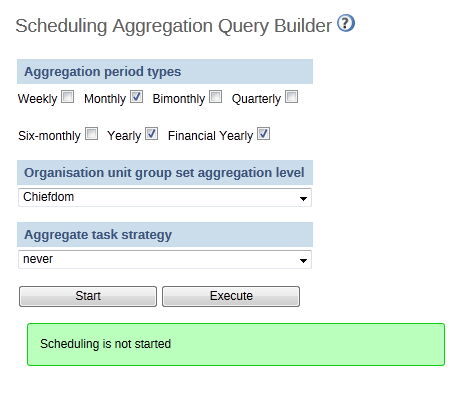 Scheduling Aggregation Query Builder ?
Aggregation period types
Weekly Monthly Bimonthly Quarterly
Six-monthly Yearly Financial Yearly
Organisation unit group set aggregation level
Chiefdom
Aggregate task strategy
never
Start Execute
Scheduling is not started